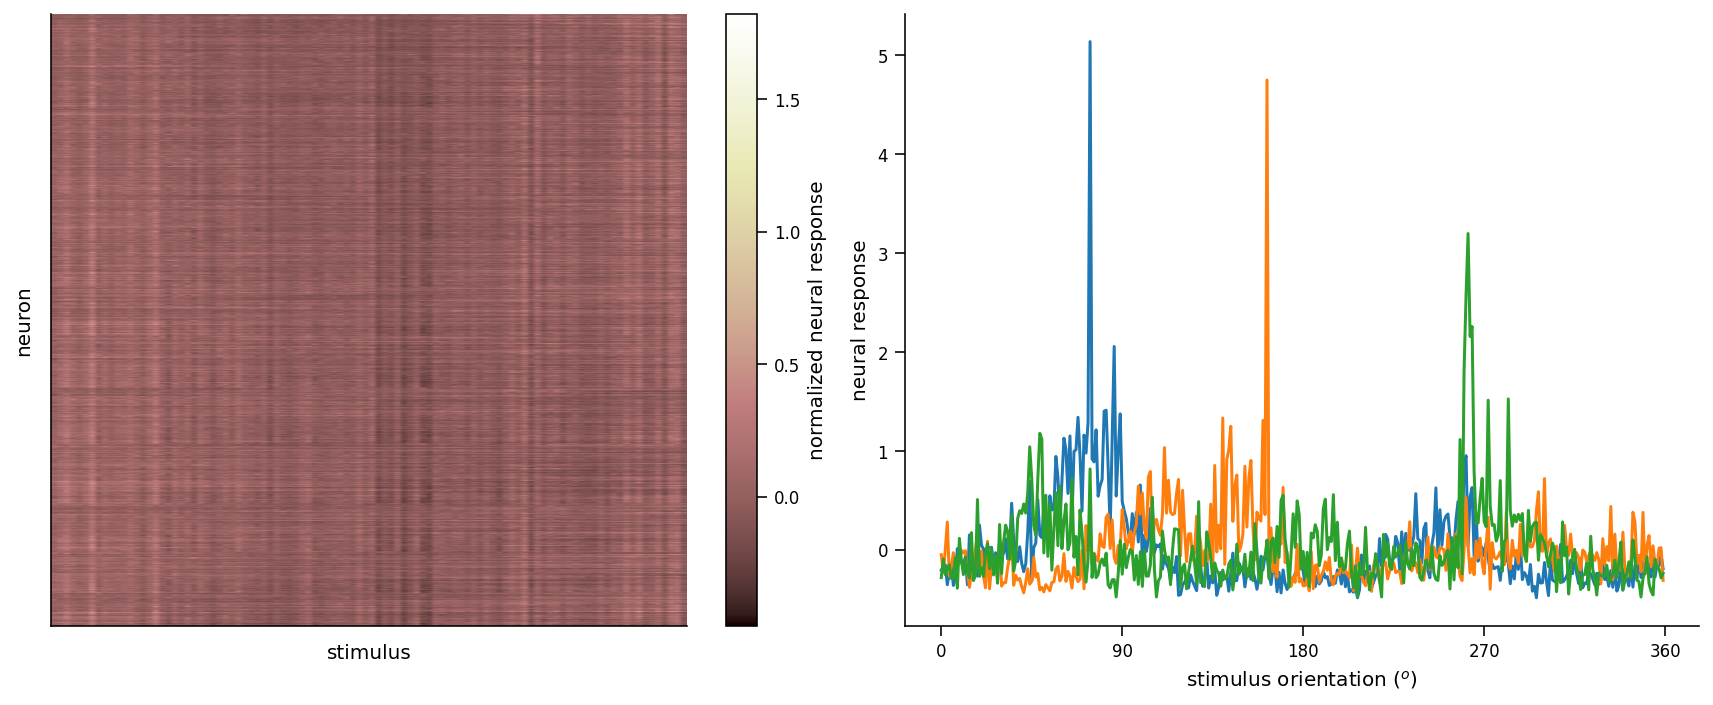 neuron
stimulus
1.5
1.0
0.5
0.0
normalized neural response
neural response
5
4
3
2
1
0
0 90 180 270 360
stimulus orientation (°)